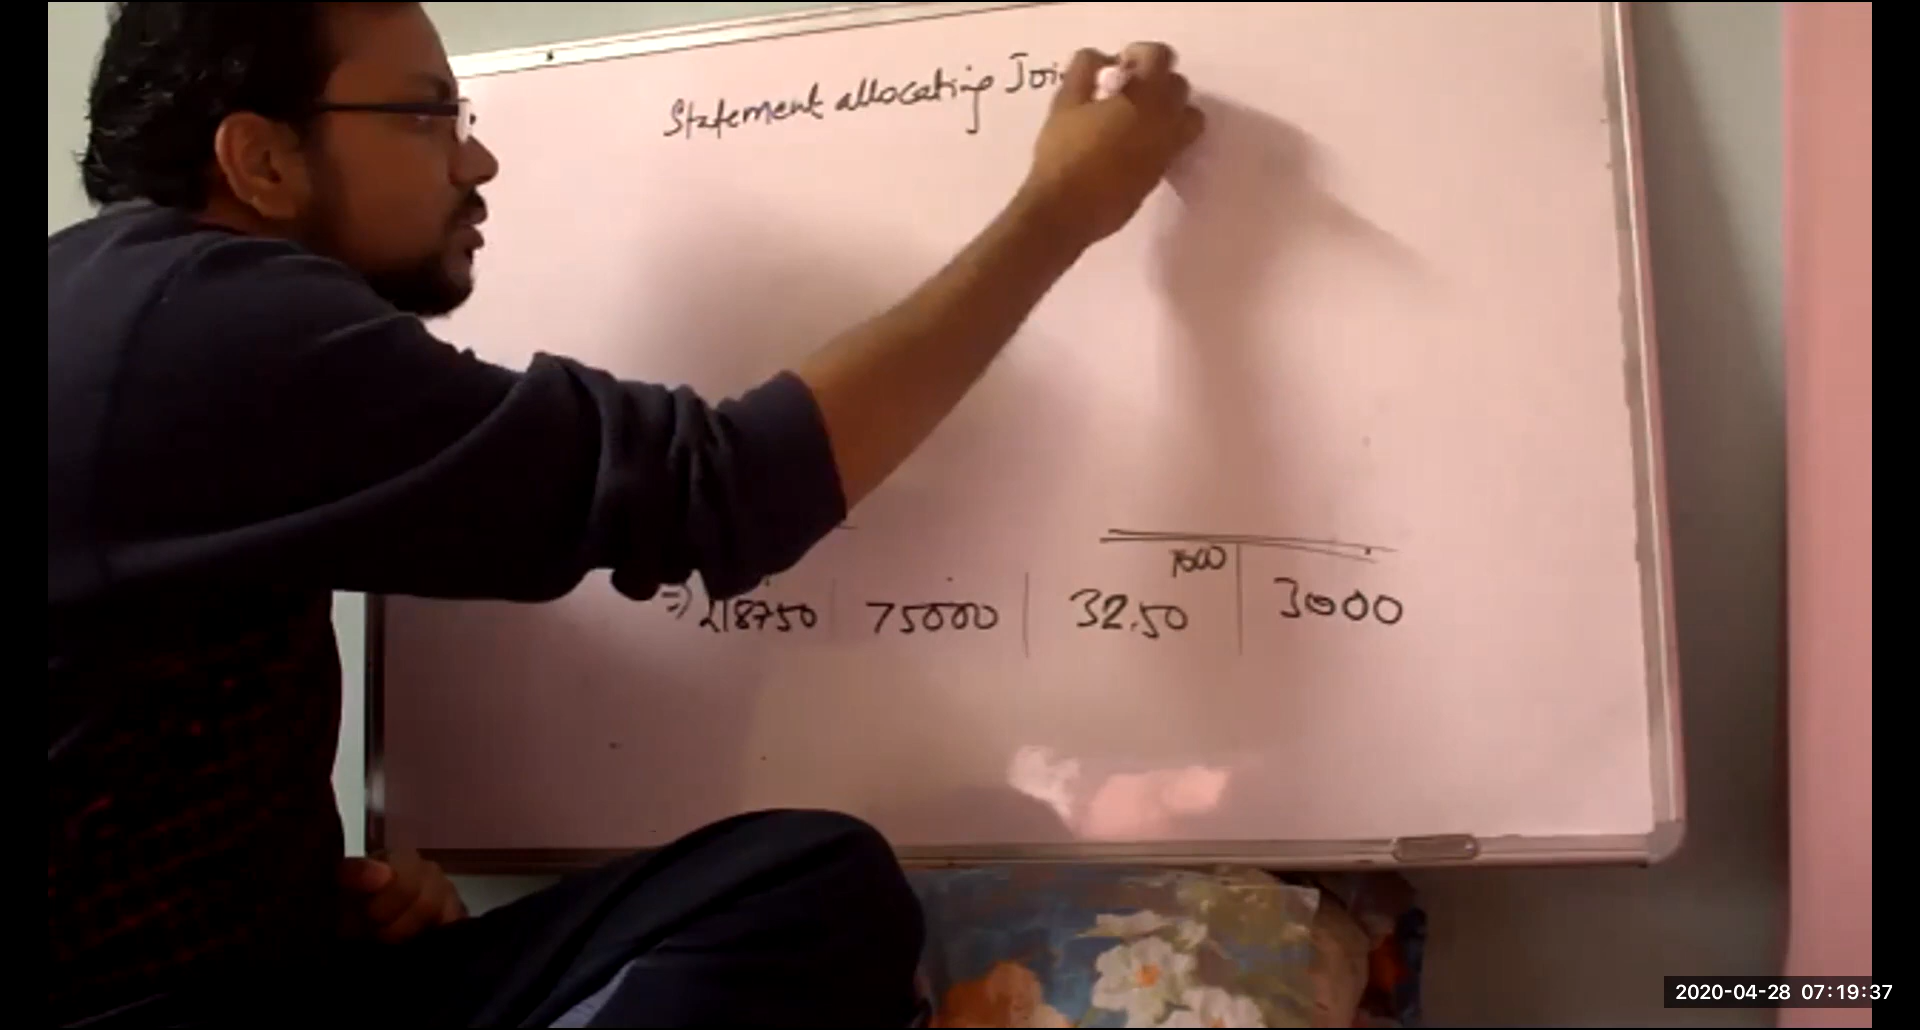 Statement allocating Joi
1500
=) 218750 | 75000 | 32.50 | 3000
2020-04-28 07:19:37